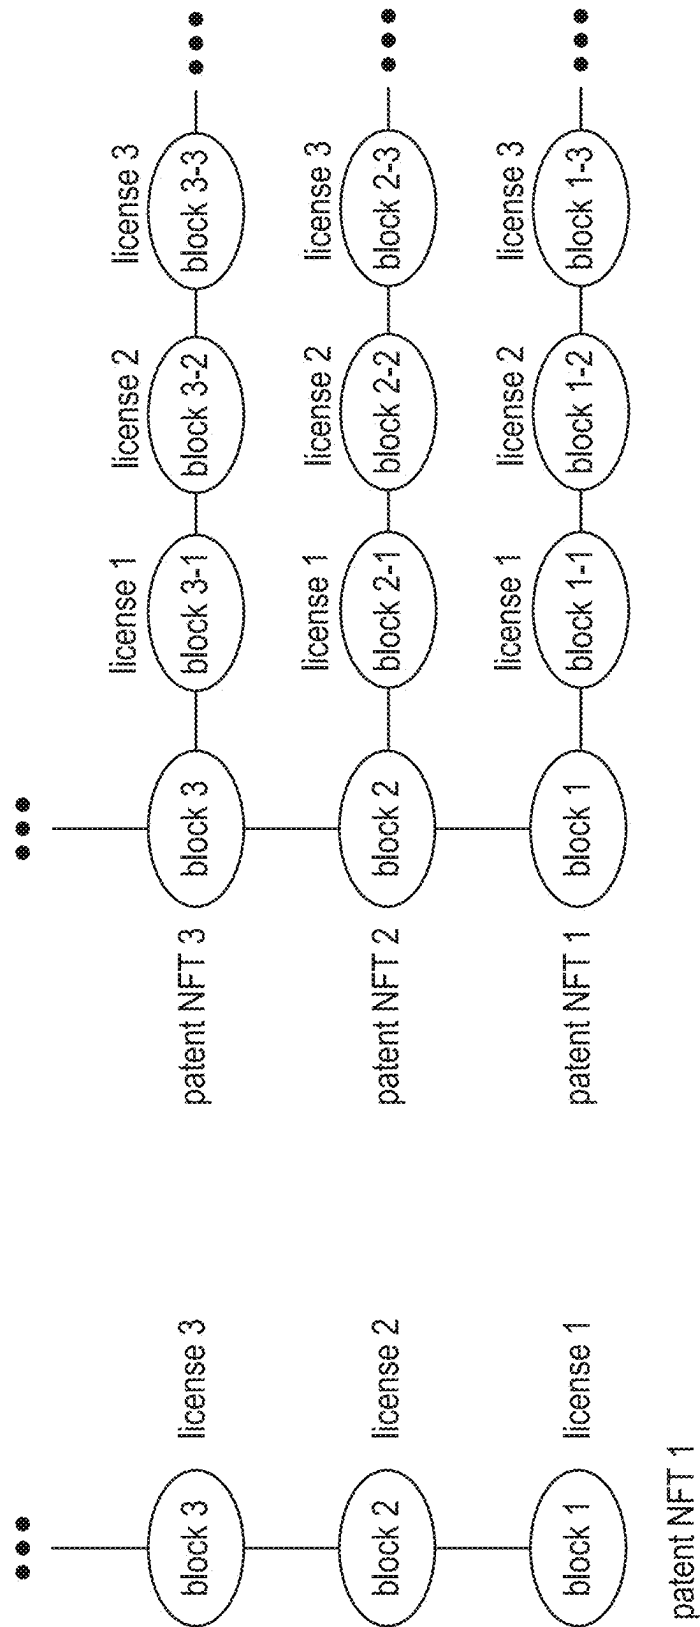 license 3
license 3
license 3
block 3-3
block 2-3
block 1-3
license 2
license 2
license 2
block 3-2
block 2-2
block 1-2
license 1
license 1
license 1
block 3-1
block 2-1
block 1-1
block 3
block 2
block 1
patent NFT 3
patent NFT 2
patent NFT 1
license 3
license 2
license 1
block 3
block 2
block 1
patent NFT 1